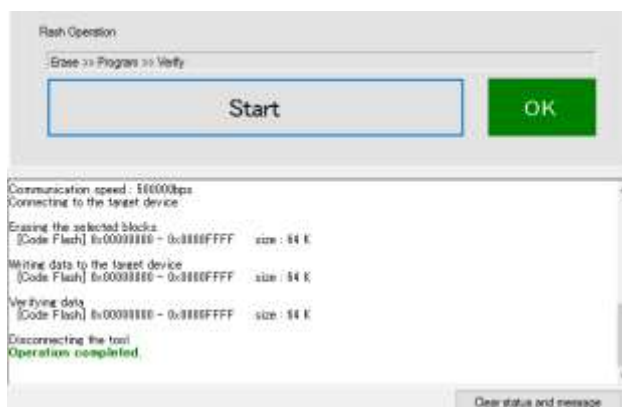 Flash Operation
Erase >> Program >> Verify
Start
OK
Communication speed : 500000bps
Connecting to the target device
Erasing the selected blocks
[Code Flash] 0x00000000 - 0x0000FFFF    size : 64 K
Writing data to the target device
[Code Flash] 0x00000000 - 0x0000FFFF    size : 64 K
Verifying data
[Code Flash] 0x00000000 - 0x0000FFFF    size : 64 K
Disconnecting the tool
Operation completed.
Clear status and message